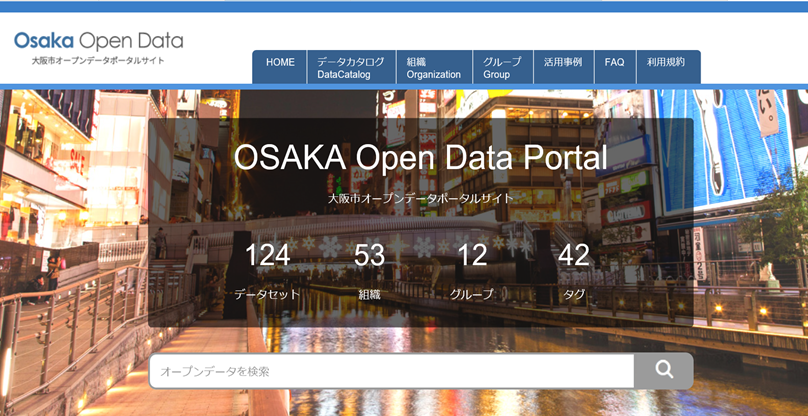 Osaka Open Data
大阪市オープンデータポータルサイト
HOME
データカタログ
DataCatalog
組織
Organization
グループ
Group
活用事例
FAQ
利用規約
OSAKA Open Data Portal
大阪市オープンデータポータルサイト
124 53 12 42
データセット 組織 グループ タグ
オープンデータを検索